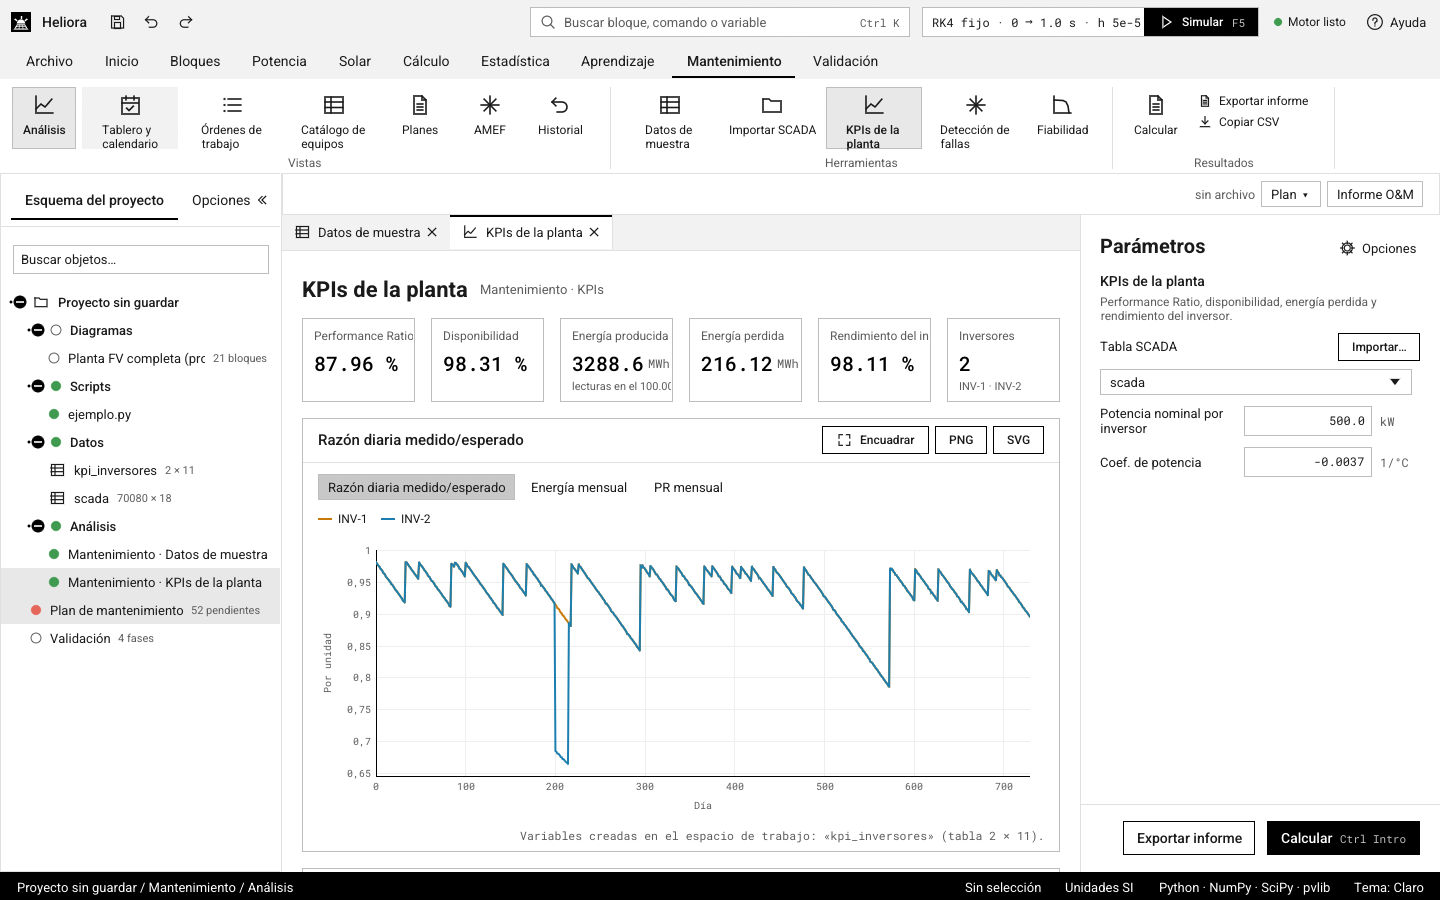 Heliora
Buscar bloque, comando o variable Ctrl K
RK4 fijo · 0 → 1.0 s · h 5e-5
Simular F5
Motor listo
Ayuda
Archivo Inicio Bloques Potencia Solar Cálculo Estadística Aprendizaje Mantenimiento Validación
Análisis
Tablero y calendario
Órdenes de trabajo
Catálogo de equipos
Planes
AMEF
Historial
Vistas
Datos de muestra
Importar SCADA
KPIs de la planta
Detección de fallas
Fiabilidad
Herramientas
Calcular
Exportar informe
Copiar CSV
Resultados
Esquema del proyecto Opciones «
Buscar objetos...
Proyecto sin guardar
Diagramas
Planta FV completa (prc 21 bloques
Scripts
ejemplo.py
Datos
kpi_inversores 2 × 11
scada 70080 × 18
Análisis
Mantenimiento · Datos de muestra
Mantenimiento · KPIs de la planta
Plan de mantenimiento 52 pendientes
Validación 4 fases
sin archivo Plan ▾ Informe O&M
Datos de muestra ×
KPIs de la planta ×
KPIs de la planta Mantenimiento · KPIs
Performance Ratio
87.96 %
Disponibilidad
98.31 %
Energía producida
3288.6 MWh
lecturas en el 100.00
Energía perdida
216.12 MWh
Rendimiento del in
98.11 %
Inversores
2
INV-1 · INV-2
Razón diaria medido/esperado
Encuadrar PNG SVG
Razón diaria medido/esperado Energía mensual PR mensual
INV-1 INV-2
1
0,95
0,9
0,85
0,8
0,75
0,7
0,65
Por unidad
0 100 200 300 400 500 600 700
Día
Variables creadas en el espacio de trabajo: «kpi_inversores» (tabla 2 × 11).
Parámetros
Opciones
KPIs de la planta
Performance Ratio, disponibilidad, energía perdida y
rendimiento del inversor.
Tabla SCADA Importar...
scada
Potencia nominal por
inversor
500.0 kW
Coef. de potencia -0.0037 1/°C
Exportar informe
Calcular Ctrl Intro
Proyecto sin guardar / Mantenimiento / Análisis
Sin selección Unidades SI Python · NumPy · SciPy · pvlib Tema: Claro